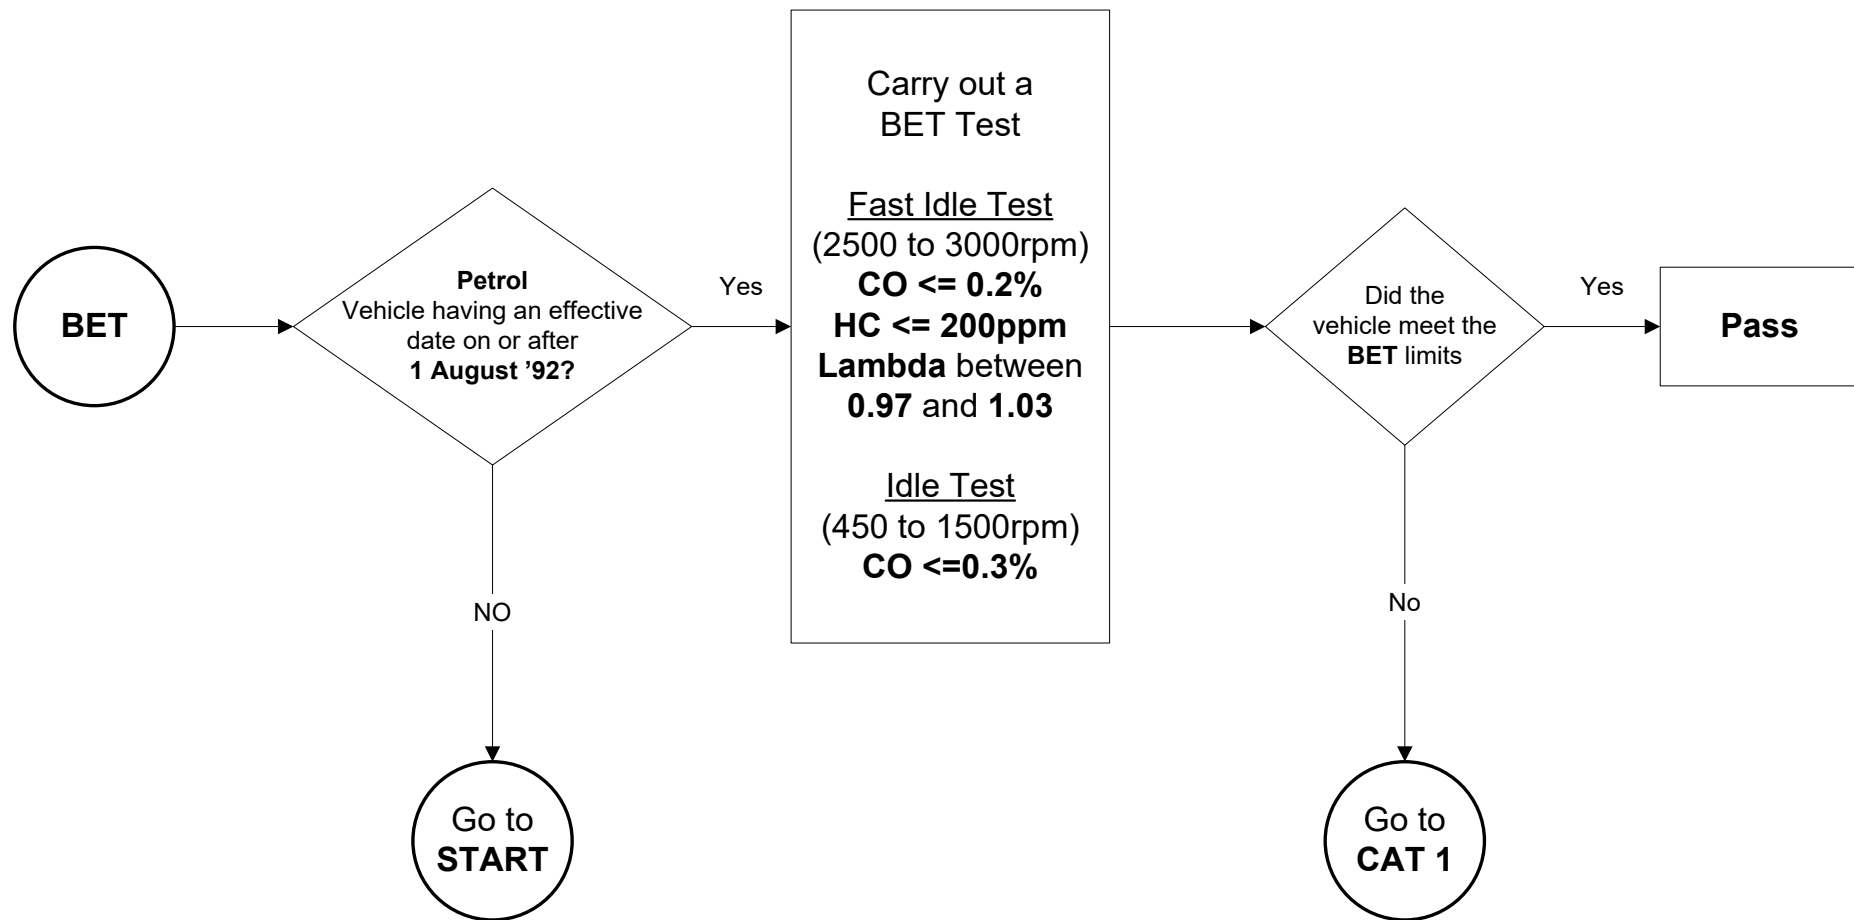 BET
Petrol
Vehicle having an effective
date on or after
1 August ’92?
Yes
NO
Go to
START
Carry out a
BET Test
Fast Idle Test
(2500 to 3000rpm)
CO <= 0.2%
HC <= 200ppm
Lambda between
0.97 and 1.03
Idle Test
(450 to 1500rpm)
CO <=0.3%
Did the
vehicle meet the
BET limits
Yes
Pass
No
Go to
CAT 1